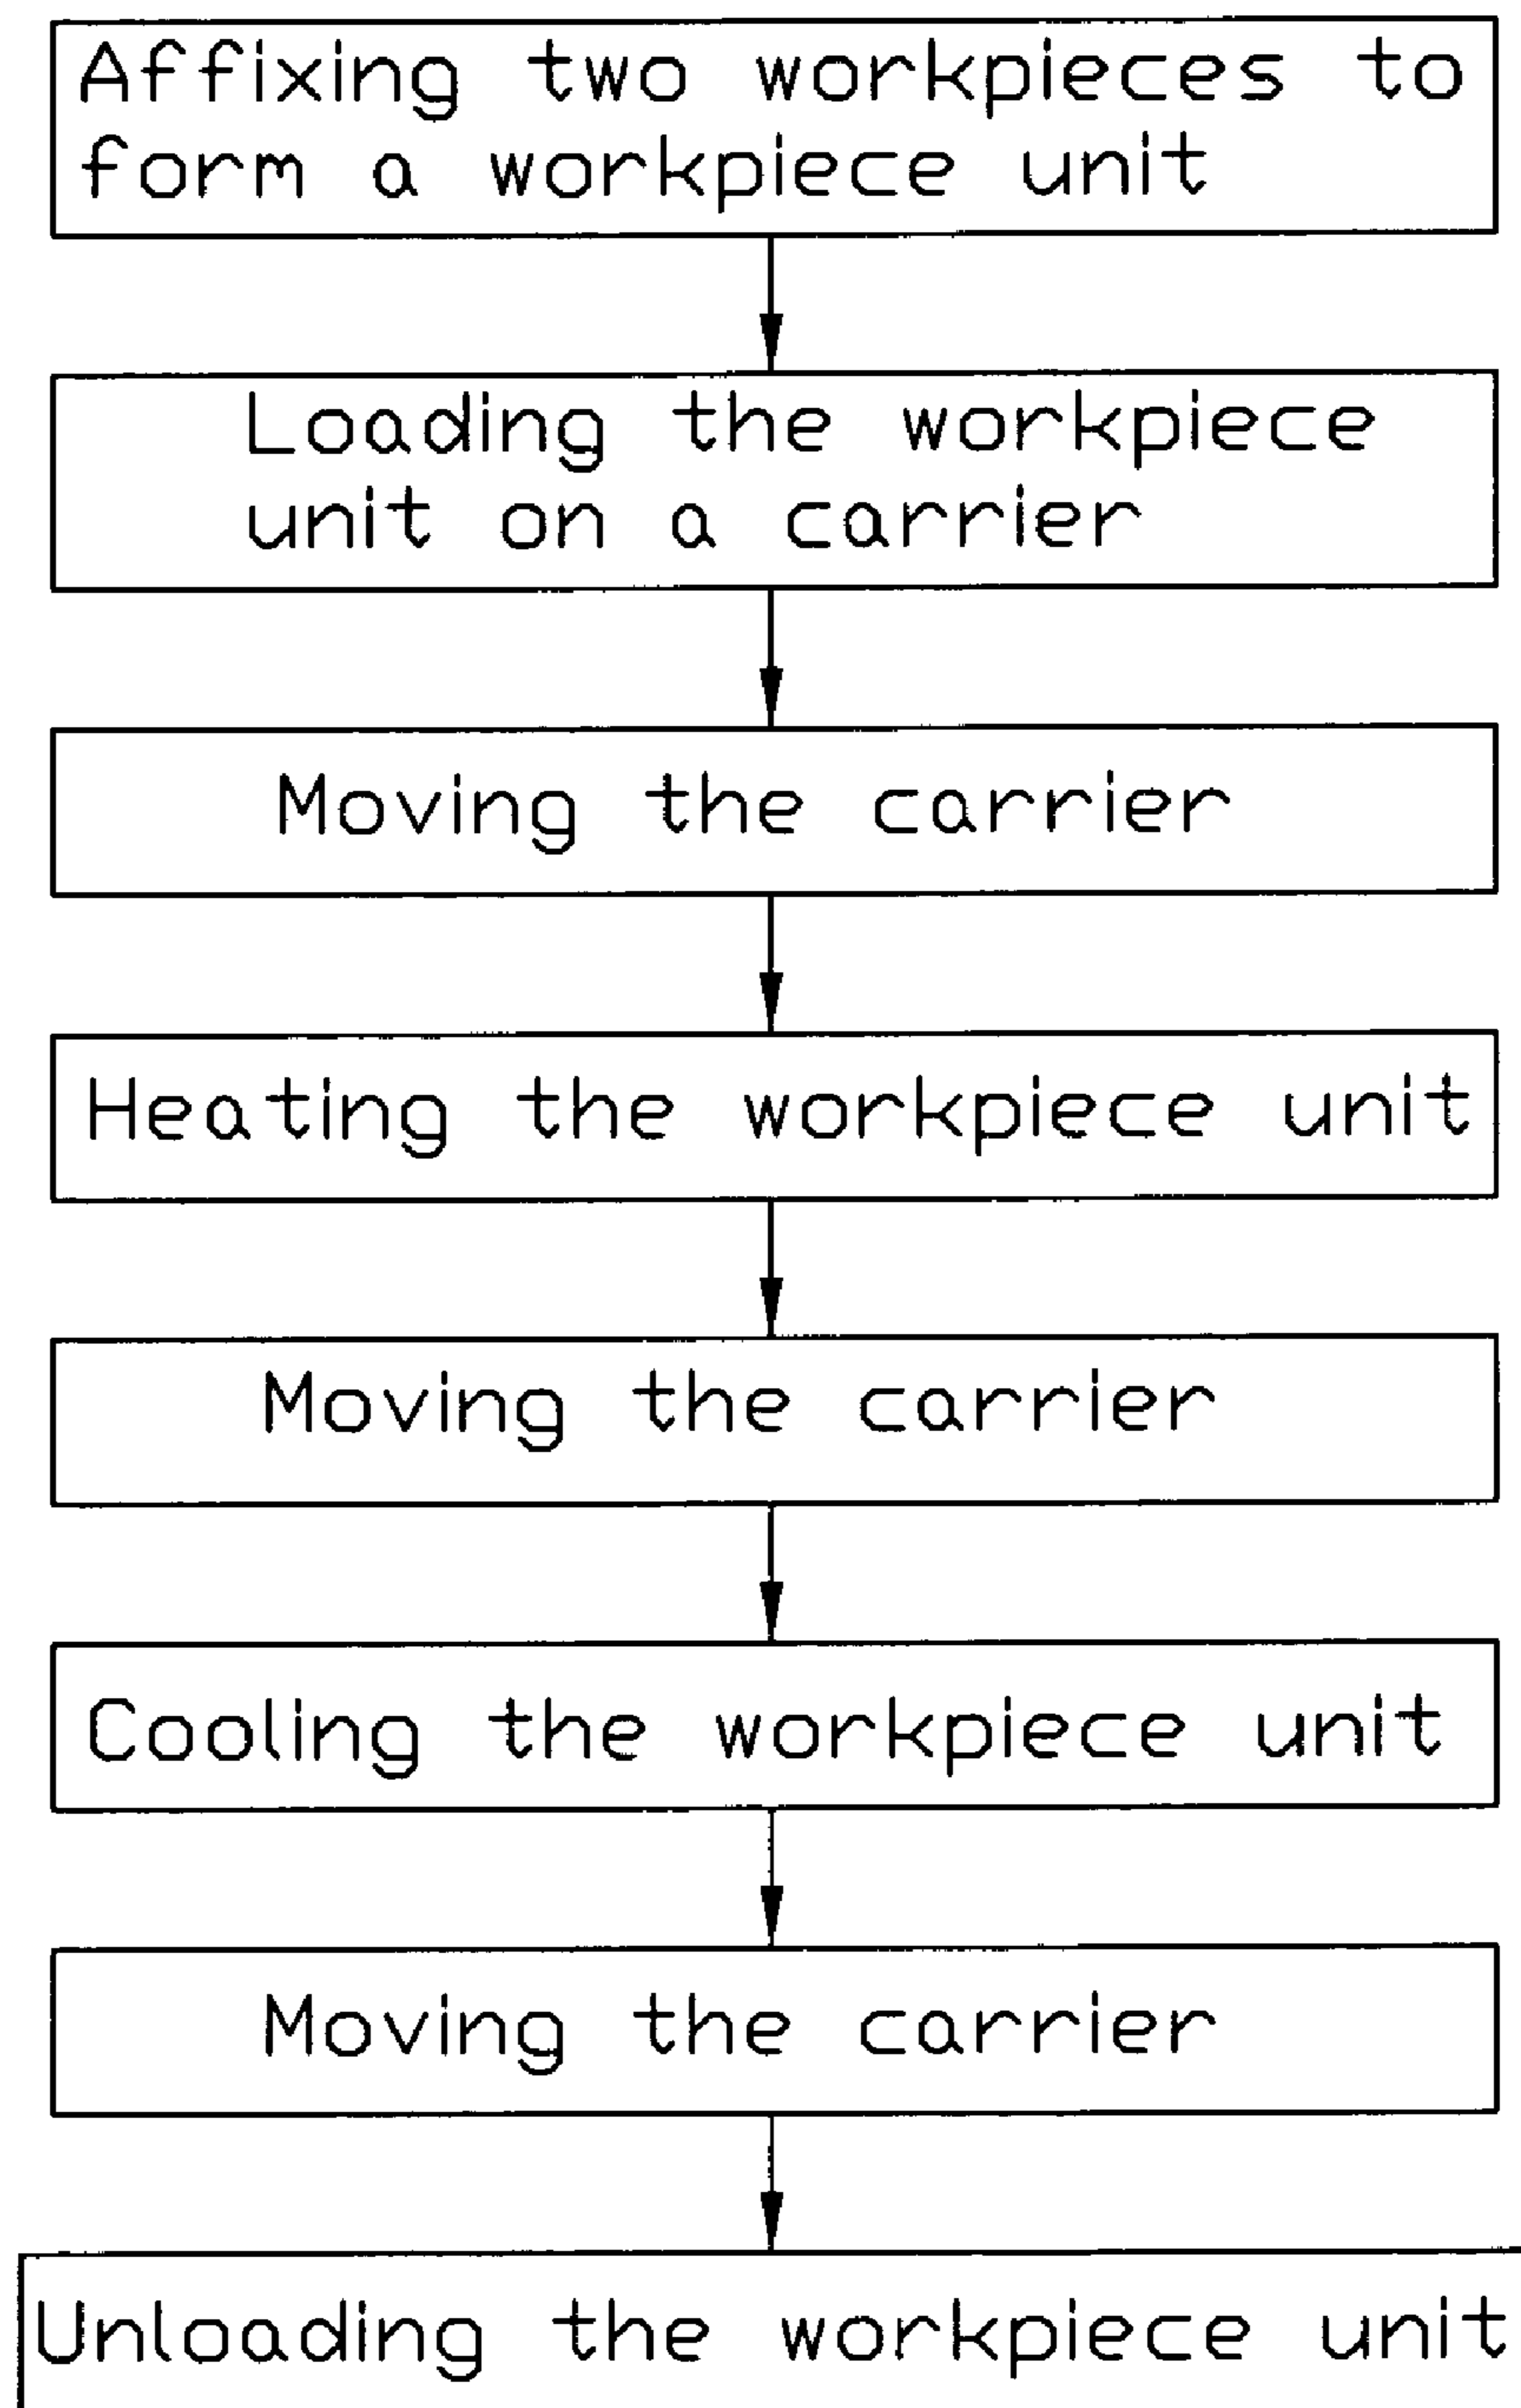 Affixing two workpieces to
form a workpiece unit
Loading the workpiece
unit on a carrier
Moving the carrier
Heating the workpiece unit
Moving the carrier
Cooling the workpiece unit
Moving the carrier
Unloading the workpiece unit